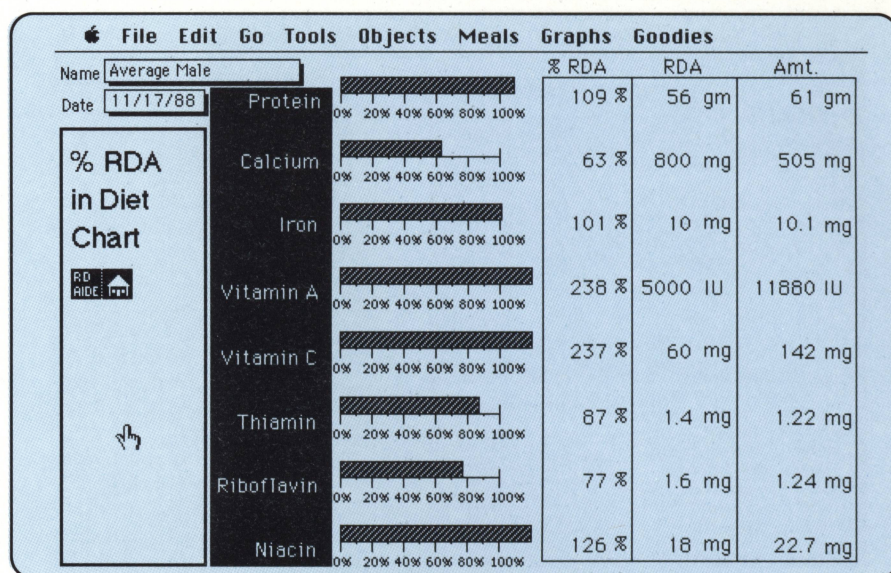 File Edit Go Tools Objects Meals Graphs Goodies
Name Average Male
Date 11/17/88
% RDA
in Diet
Chart
RD
AIDE
% RDA RDA Amt.
Protein 0% 20% 40% 60% 80% 100% 109 % 56 gm 61 gm
Calcium 0% 20% 40% 60% 80% 100% 63 % 800 mg 505 mg
Iron 0% 20% 40% 60% 80% 100% 101 % 10 mg 10.1 mg
Vitamin A 0% 20% 40% 60% 80% 100% 238 % 5000 IU 11880 IU
Vitamin C 0% 20% 40% 60% 80% 100% 237 % 60 mg 142 mg
Thiamin 0% 20% 40% 60% 80% 100% 87 % 1.4 mg 1.22 mg
Riboflavin 0% 20% 40% 60% 80% 100% 77 % 1.6 mg 1.24 mg
Niacin 0% 20% 40% 60% 80% 100% 126 % 18 mg 22.7 mg